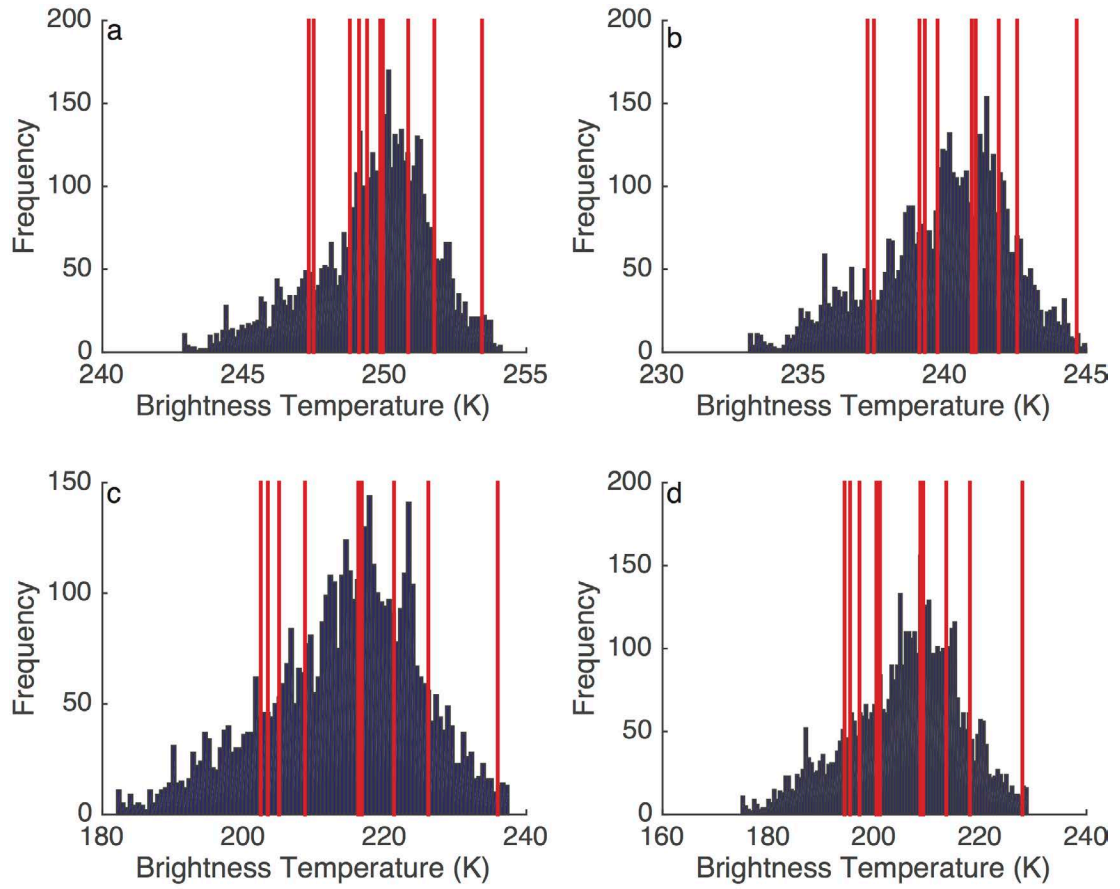 a
200
150
100
50
0
Frequency
240 245 250 255
Brightness Temperature (K)
b
200
150
100
50
0
Frequency
230 235 240 245
Brightness Temperature (K)
c
150
100
50
0
Frequency
180 200 220 240
Brightness Temperature (K)
d
200
150
100
50
0
Frequency
160 180 200 220 240
Brightness Temperature (K)